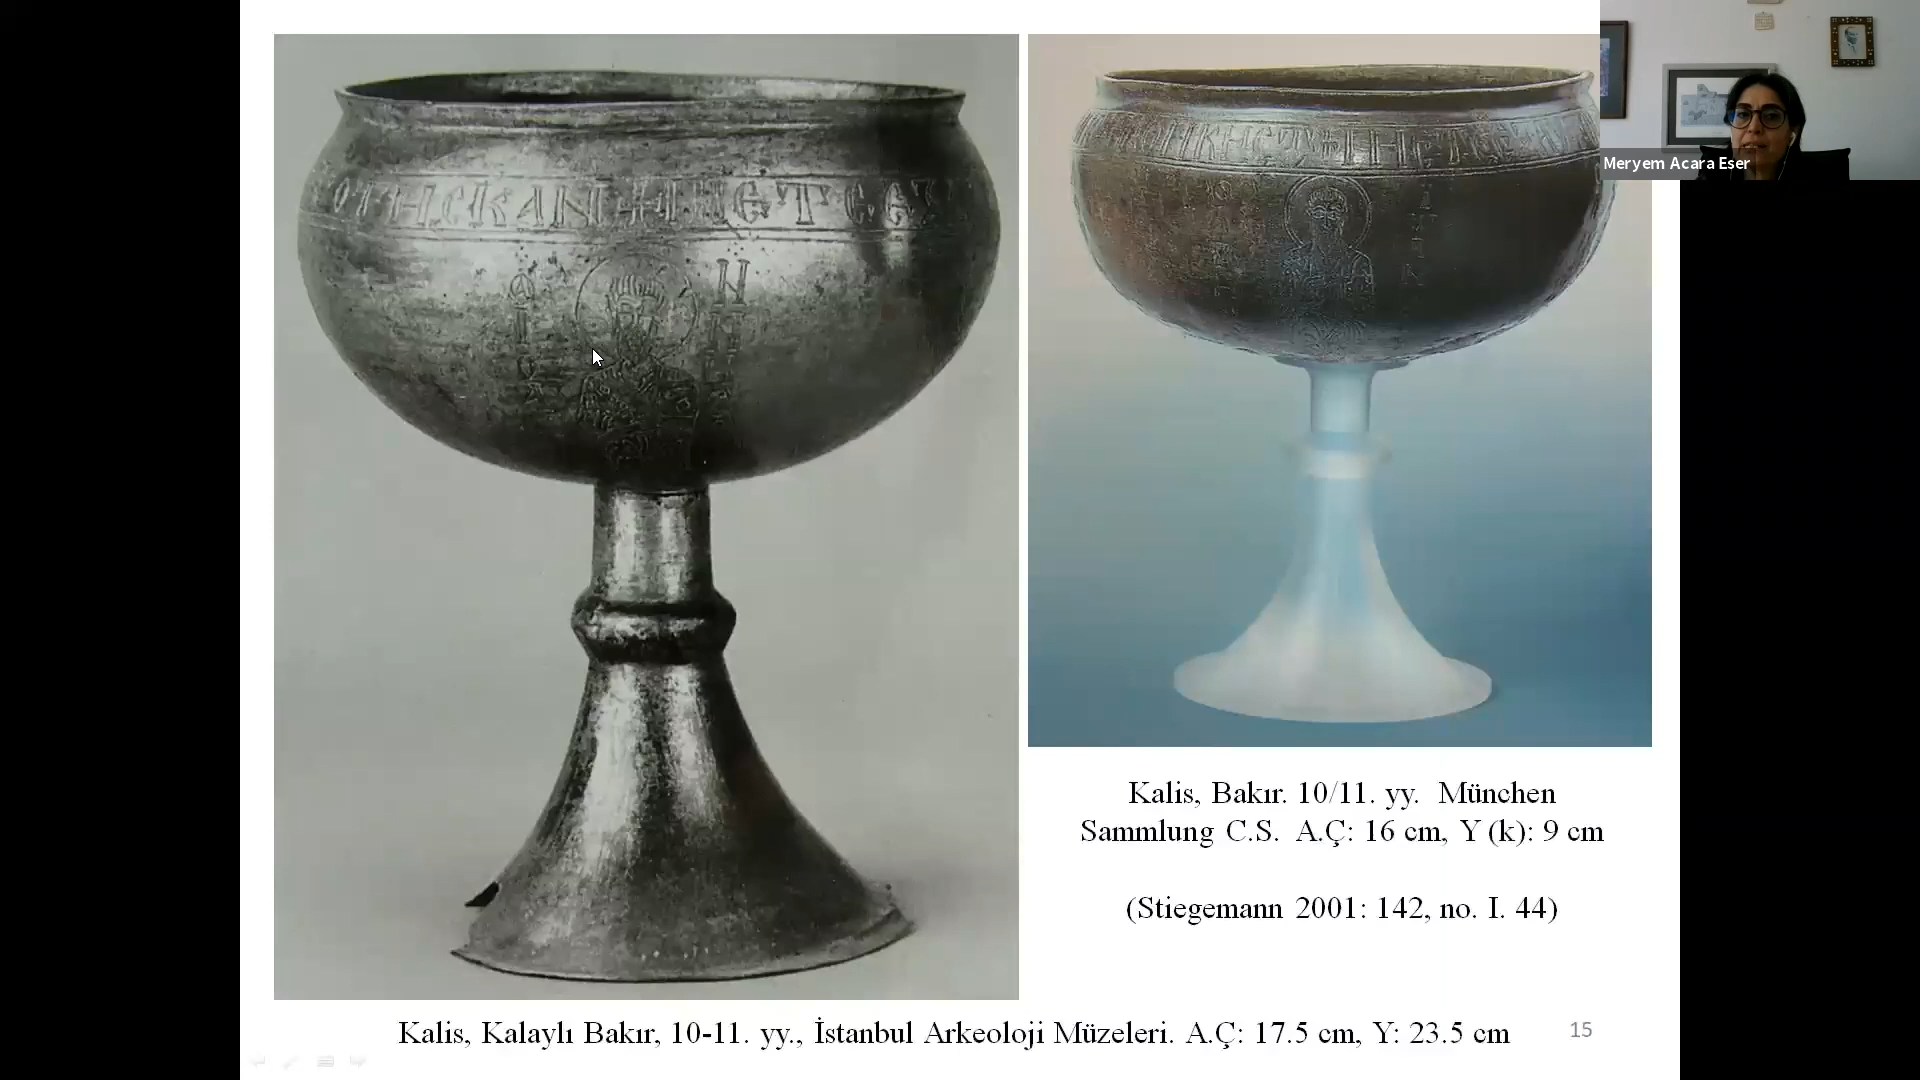 Meryem Acara Eser
Kalis, Bakır. 10/11. yy. München
Sammlung C.S. A.Ç: 16 cm, Y (k): 9 cm
(Stiegemann 2001: 142, no. I. 44)
Kalis, Kalaylı Bakır, 10-11. yy., İstanbul Arkeoloji Müzeleri. A.Ç: 17.5 cm, Y: 23.5 cm
15